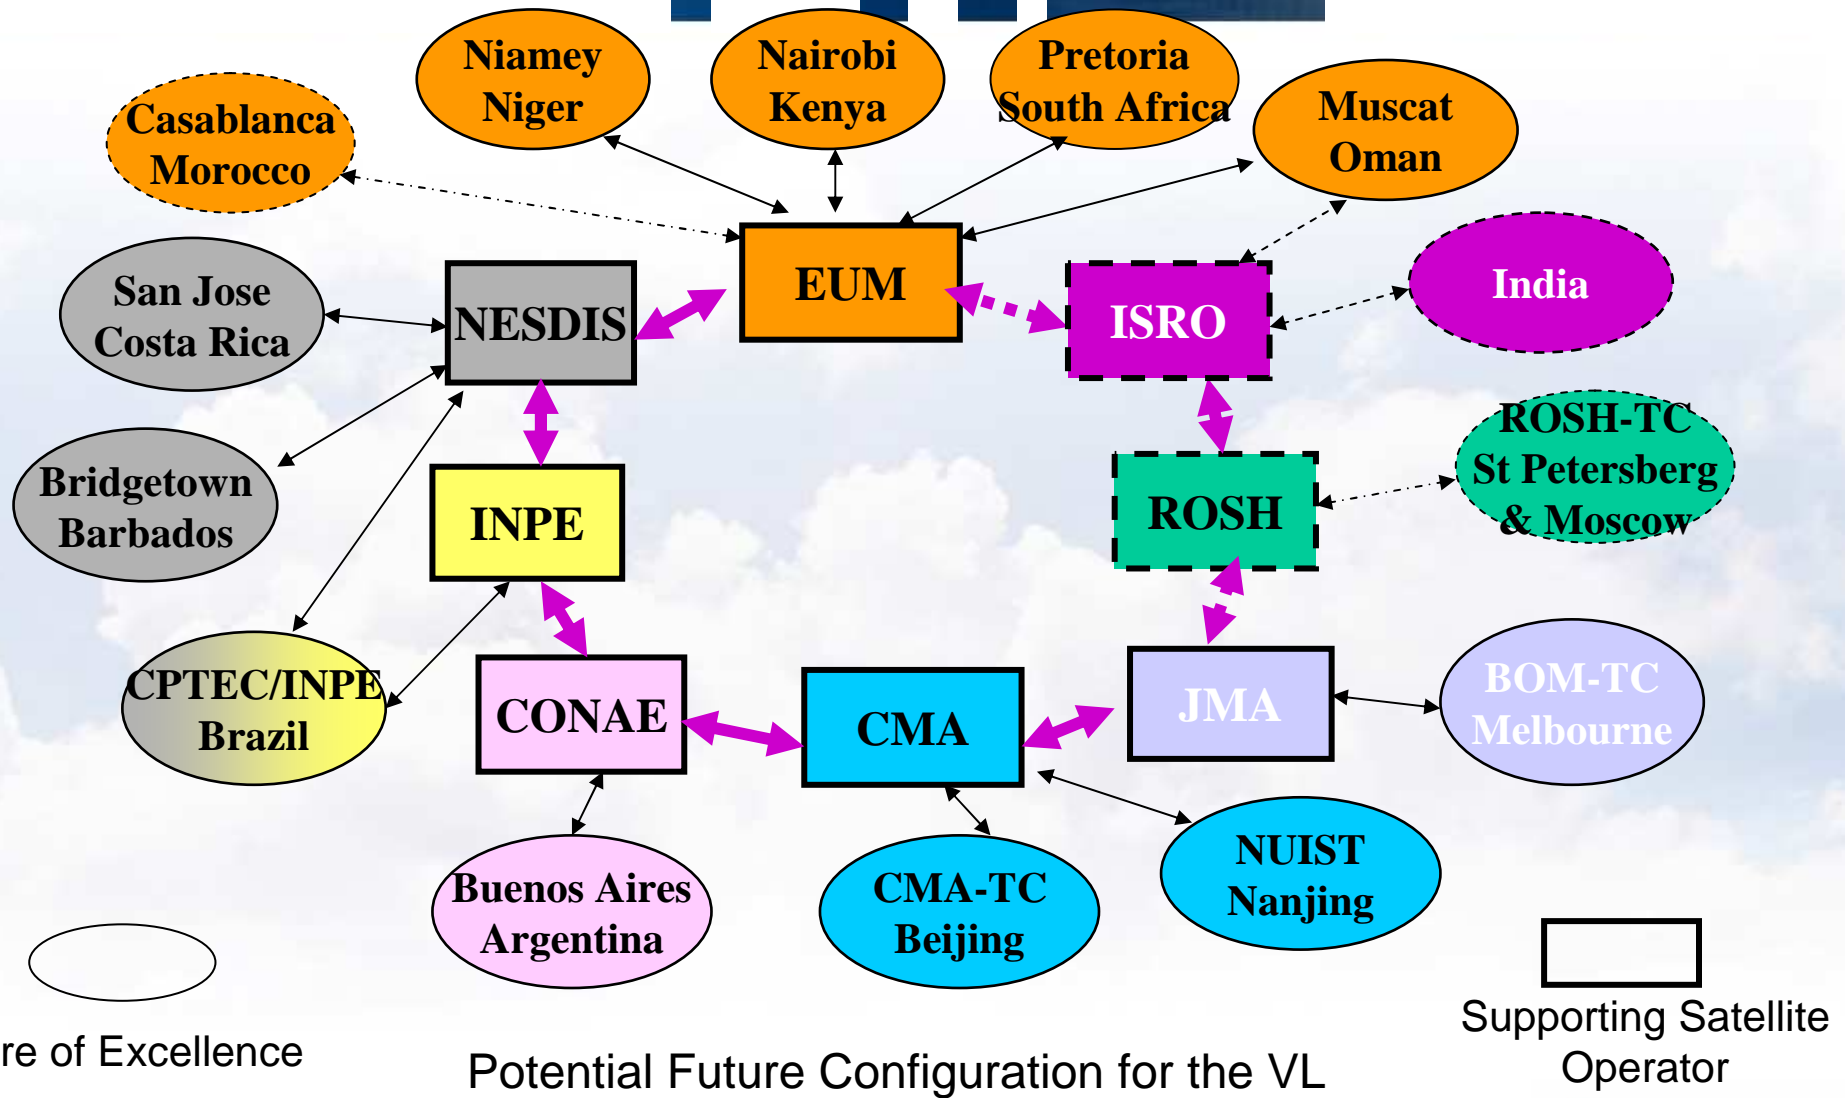 Niamey
Niger
Nairobi
Kenya
Pretoria
South Africa
Muscat
Oman
Casablanca
Morocco
San Jose
Costa Rica
NESDIS
EUM
ISRO
India
Bridgetown
Barbados
INPE
ROSH
ROSH-TC
St Petersberg
& Moscow
CPTEC/INPE
Brazil
CONAE
CMA
JMA
BOM-TC
Melbourne
Buenos Aires
Argentina
CMA-TC
Beijing
NUIST
Nanjing
re of Excellence
Potential Future Configuration for the VL
Supporting Satellite
Operator